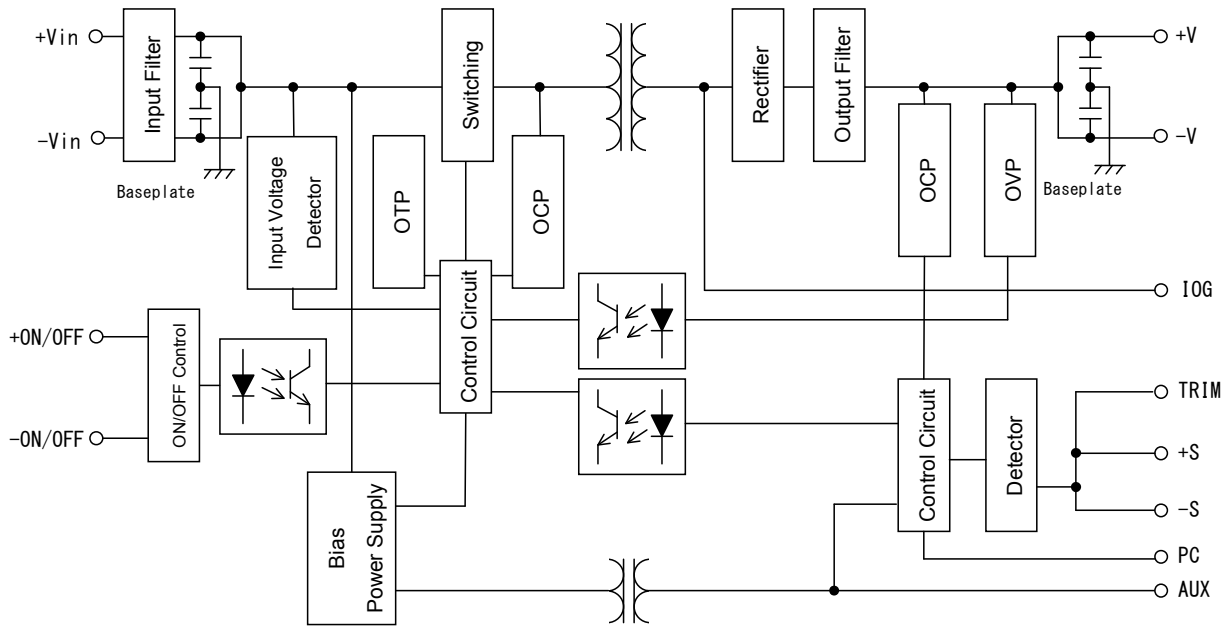 +Vin
-Vin
Input Filter
Baseplate
Input Voltage
Detector
OTP
Switching
OCP
Control Circuit
+ON/OFF
-ON/OFF
ON/OFF Control
Bias
Power Supply
Rectifier
Output Filter
OCP
OVP
Baseplate
Control Circuit
Detector
+V
-V
IOG
TRIM
+S
-S
PC
AUX